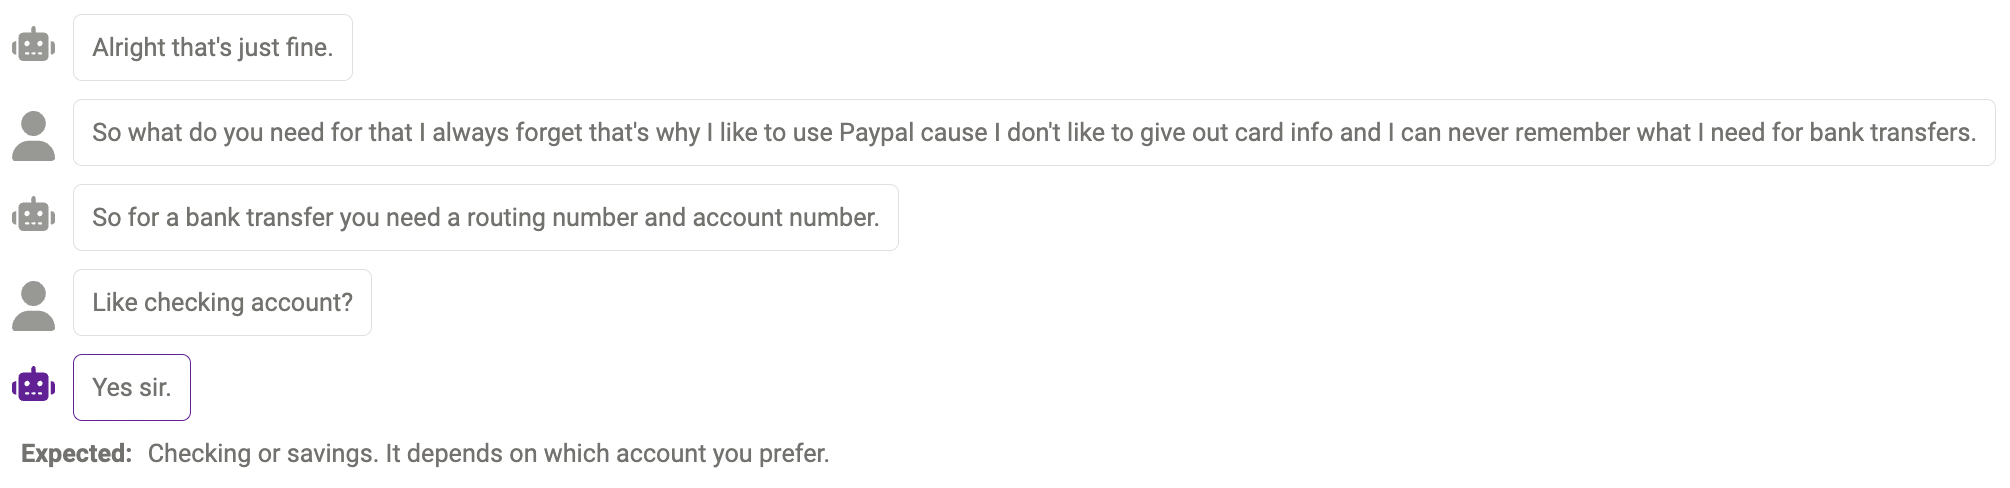 Alright that's just fine.
So what do you need for that I always forget that's why I like to use Paypal cause I don't like to give out card info and I can never remember what I need for bank transfers.
So for a bank transfer you need a routing number and account number.
Like checking account?
Yes sir.
Expected: Checking or savings. It depends on which account you prefer.